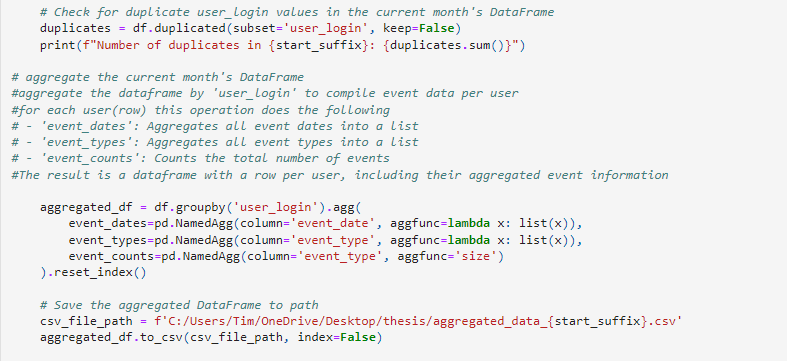 # Check for duplicate user_login values in the current month's DataFrame
duplicates = df.duplicated(subset='user_login', keep=False)
print(f"Number of duplicates in {start_suffix}: {duplicates.sum()}")
# aggregate the current month's DataFrame
#aggregate the dataframe by 'user_login' to compile event data per user
#for each user(row) this operation does the following
# - 'event_dates': Aggregates all event dates into a list
# - 'event_types': Aggregates all event types into a list
# - 'event_counts': Counts the total number of events
#The result is a dataframe with a row per user, including their aggregated event information
aggregated_df = df.groupby('user_login').agg(
event_dates=pd.NamedAgg(column='event_date', aggfunc=lambda x: list(x)),
event_types=pd.NamedAgg(column='event_type', aggfunc=lambda x: list(x)),
event_counts=pd.NamedAgg(column='event_type', aggfunc='size')
).reset_index()
# Save the aggregated DataFrame to path
csv_file_path = f'C:/Users/Tim/OneDrive/Desktop/thesis/aggregated_data_{start_suffix}.csv'
aggregated_df.to_csv(csv_file_path, index=False)